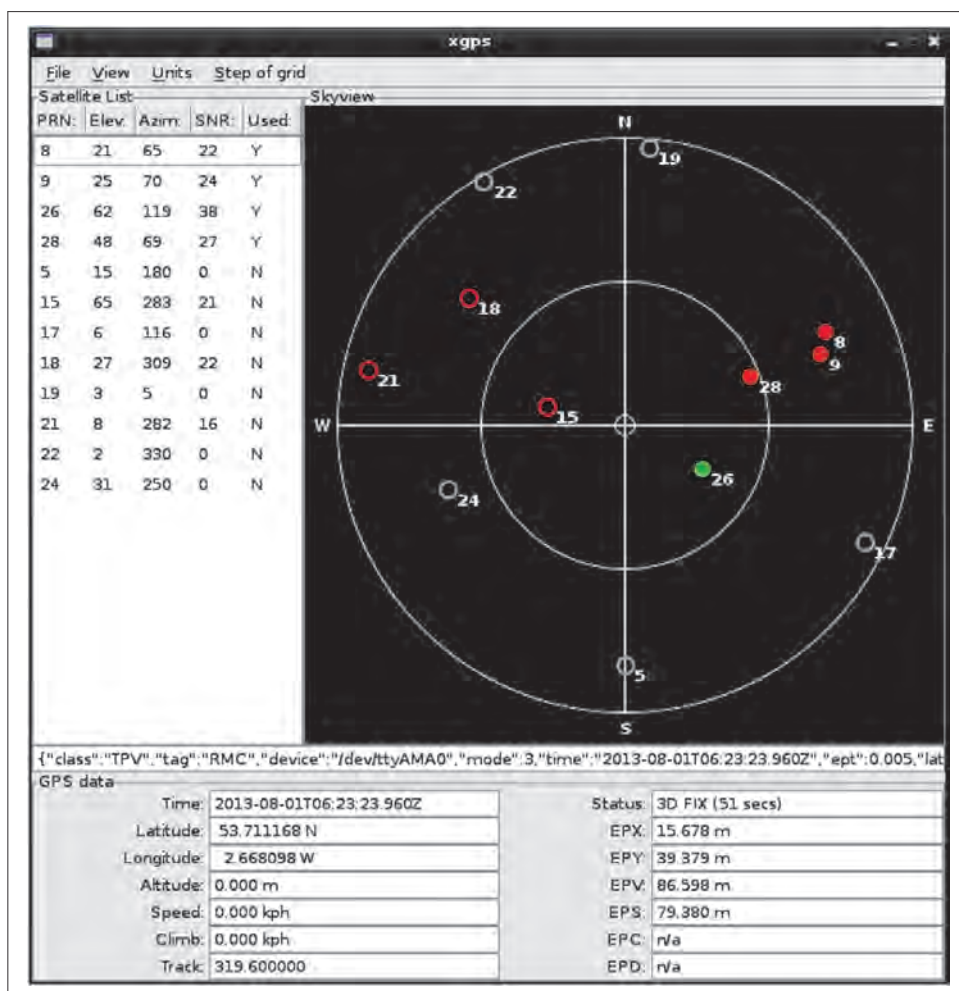 xgps
File View Units Step of grid
Satellite List
Skyview
PRN: Elev: Azim: SNR: Used:
8 21 65 22 Y
9 25 70 24 Y
26 62 119 38 Y
28 48 69 27 Y
5 15 180 0 N
15 65 283 21 N
17 6 116 0 N
18 27 309 22 N
19 3 5 0 N
21 8 282 16 N
22 2 330 0 N
24 31 250 0 N
N
19
22
18
8
9
21
28
15
W
E
26
24
17
5
S
{"class":"TPV","tag":"RMC","device":"/dev/ttyAMA0","mode":3,"time":"2013-08-01T06:23:23.960Z","ept":0.005,"lat
GPS data
Time: 2013-08-01T06:23:23.960Z Status: 3D FIX (51 secs)
Latitude: 53.711168 N EPX: 15.678 m
Longitude: 2.668098 W EPY: 39.379 m
Altitude: 0.000 m EPV: 86.598 m
Speed: 0.000 kph EPS: 79.380 m
Climb: 0.000 kph EPC: n/a
Track: 319.600000 EPD: n/a